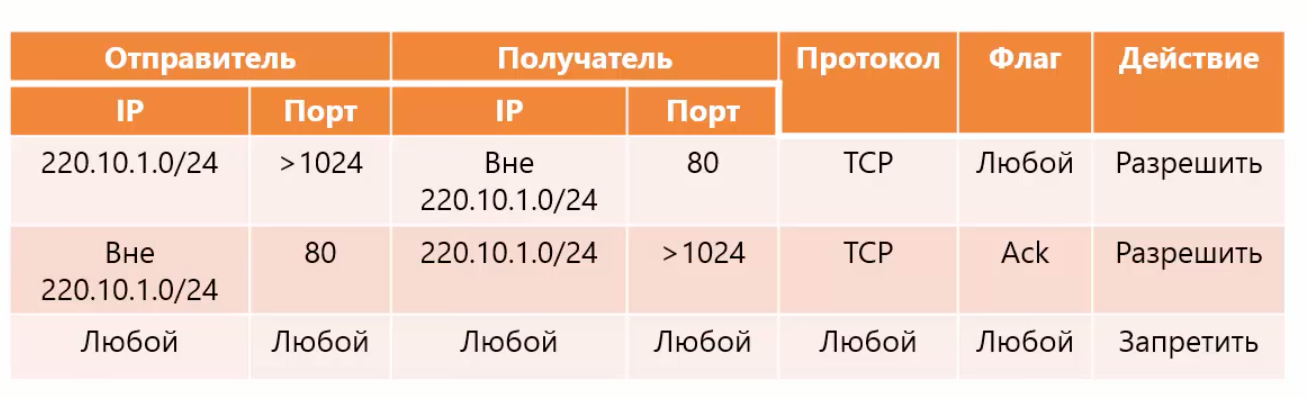 Отправитель Получатель Протокол Флаг Действие
IP Порт IP Порт
220.10.1.0/24 >1024 Вне 80 TCP Любой Разрешить
220.10.1.0/24
Вне 80 220.10.1.0/24 >1024 TCP Ack Разрешить
220.10.1.0/24
Любой Любой Любой Любой Любой Любой Запретить